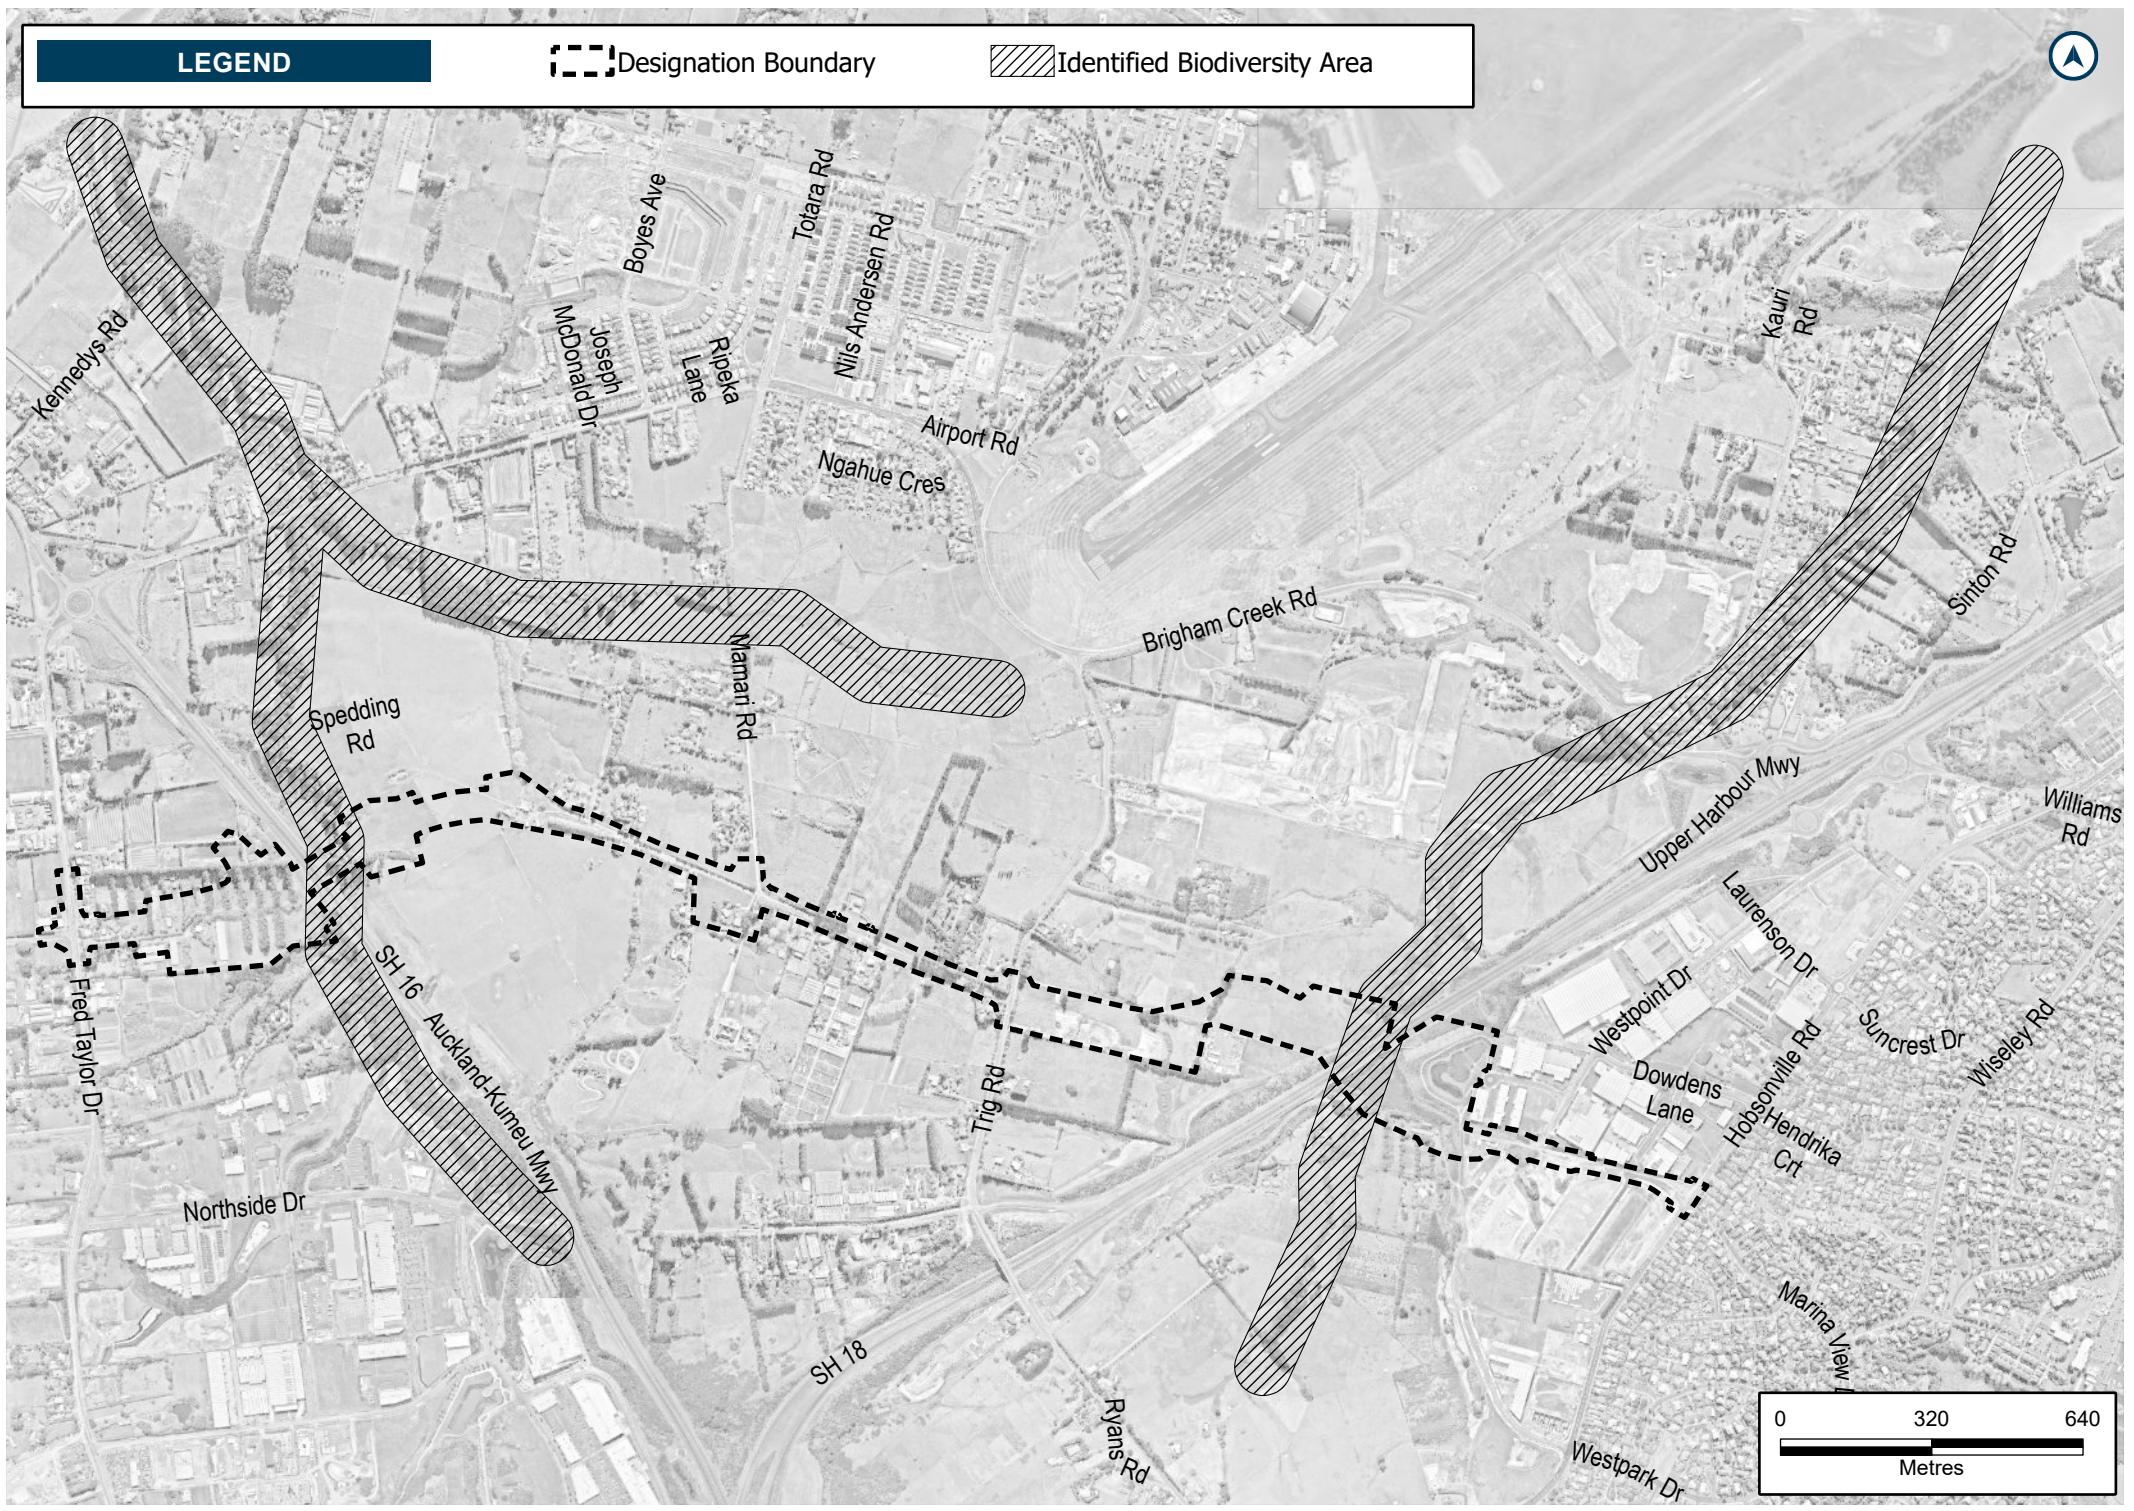 LEGEND
Designation Boundary
Identified Biodiversity Area
Boyes Ave
Totara Rd
Nils Andersen Rd
Kennedys Rd
Joseph
McDonald Dr
Ripeka
Lane
Kauri
Rd
Airport Rd
Ngahue Cres
Brigham Creek Rd
Sinton Rd
Mamari Rd
Spedding
Rd
Upper Harbour Mwy
Williams
Rd
Laurenson Dr
Westpoint Dr
Suncrest Dr
Wiseley Rd
SH 16
Auckland-Kumeu Mwy
Fred Taylor Dr
Trig Rd
Dowdens
Lane
Hobsonville Rd
Hendrika
Crt
Northside Dr
Marina View
SH 18
Ryans Rd
Westpark Dr
0 320 640
Metres